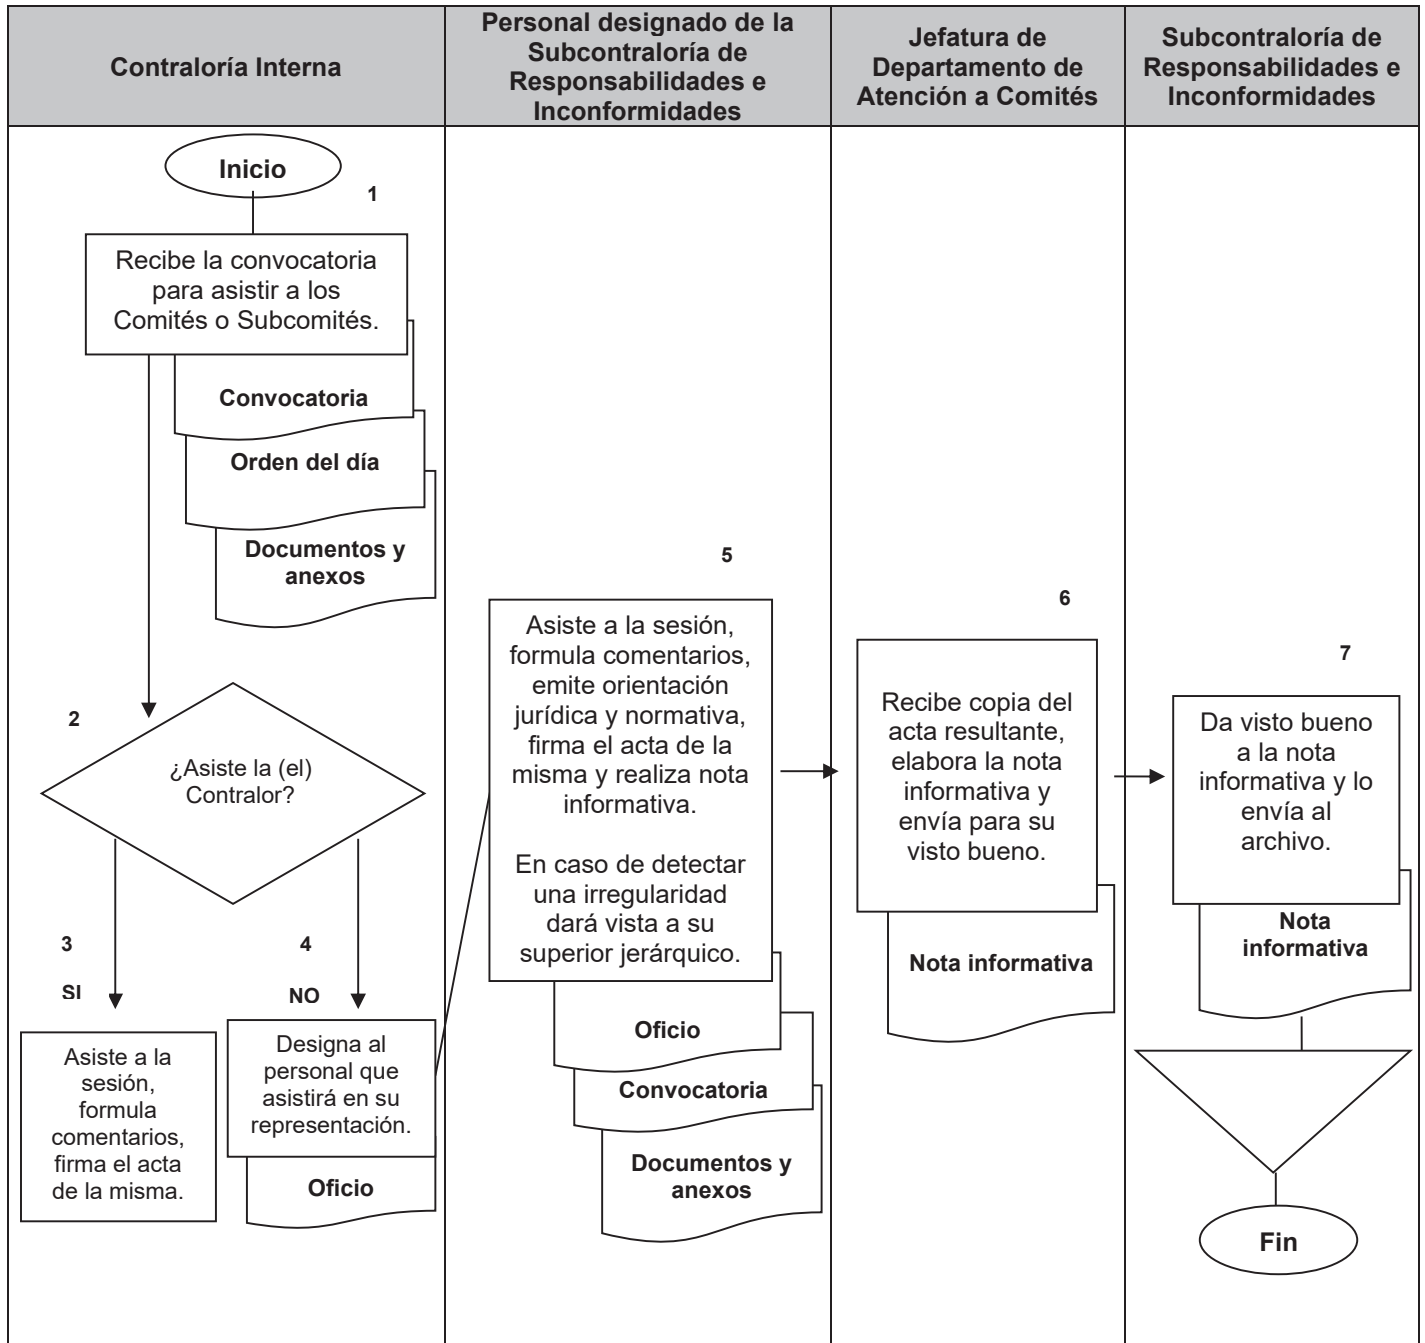 Contraloría Interna
Personal designado de la
Subcontraloría de
Responsabilidades e
Inconformidades
Jefatura de
Departamento de
Atención a Comités
Subcontraloría de
Responsabilidades e
Inconformidades
Inicio
1
Recibe la convocatoria
para asistir a los
Comités o Subcomités.
Convocatoria
Orden del día
Documentos y
anexos
2
¿Asiste la (el)
Contralor?
3
SI
4
NO
Asiste a la
sesión,
formula
comentarios,
firma el acta
de la misma.
Designa al
personal que
asistirá en su
representación.
Oficio
5
Asiste a la sesión,
formula comentarios,
emite orientación
jurídica y normativa,
firma el acta de la
misma y realiza nota
informativa.
En caso de detectar
una irregularidad
dará vista a su
superior jerárquico.
Oficio
Convocatoria
Documentos y
anexos
6
Recibe copia del
acta resultante,
elabora la nota
informativa y
envía para su
visto bueno.
Nota informativa
7
Da visto bueno
a la nota
informativa y lo
envía al
archivo.
Nota
informativa
Fin